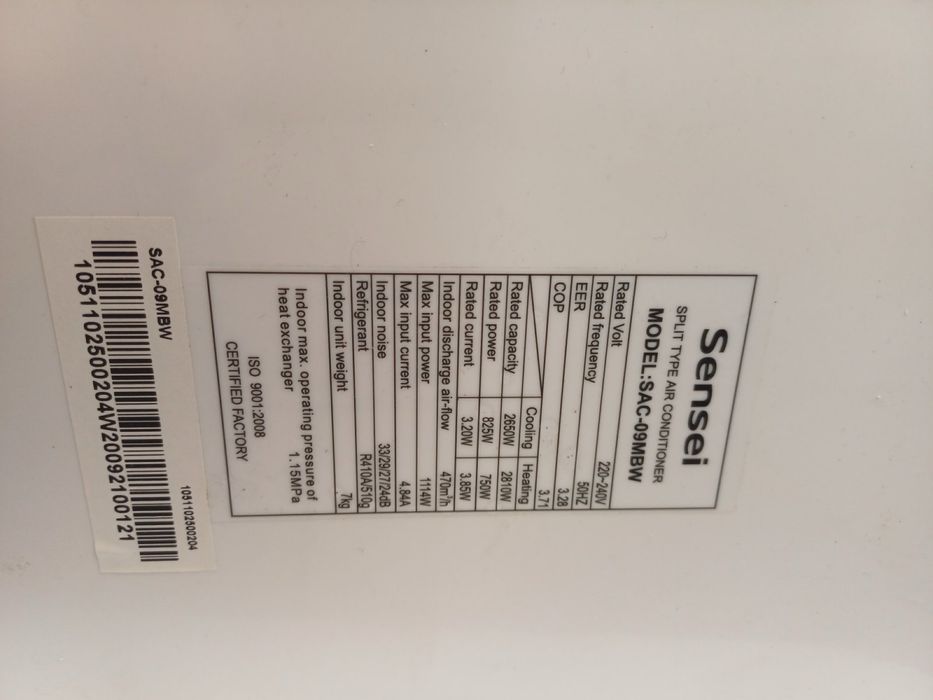 Sensei
SPLIT TYPE AIR CONDITIONER
MODEL:SAC-09MBW
Rated Volt 220~240V
Rated frequency 50HZ
EER 3.28
COP 3.71
Cooling Heating
Rated capacity 2650W 2810W
Rated power 825W 750W
Rated current 3.20W 3.85W
Indoor discharge air-flow 470m³/h
Max input power 1114W
Max input current 4.84A
Indoor noise 33/29/27/24dB
Refrigerant R410A/510g
Indoor unit weight 7kg
Indoor max. operating pressure of
heat exchanger 1.15MPa
ISO 9001:2008
CERTIFIED FACTORY
SAC-09MBW 1051102500204
1051102500204W20092100121